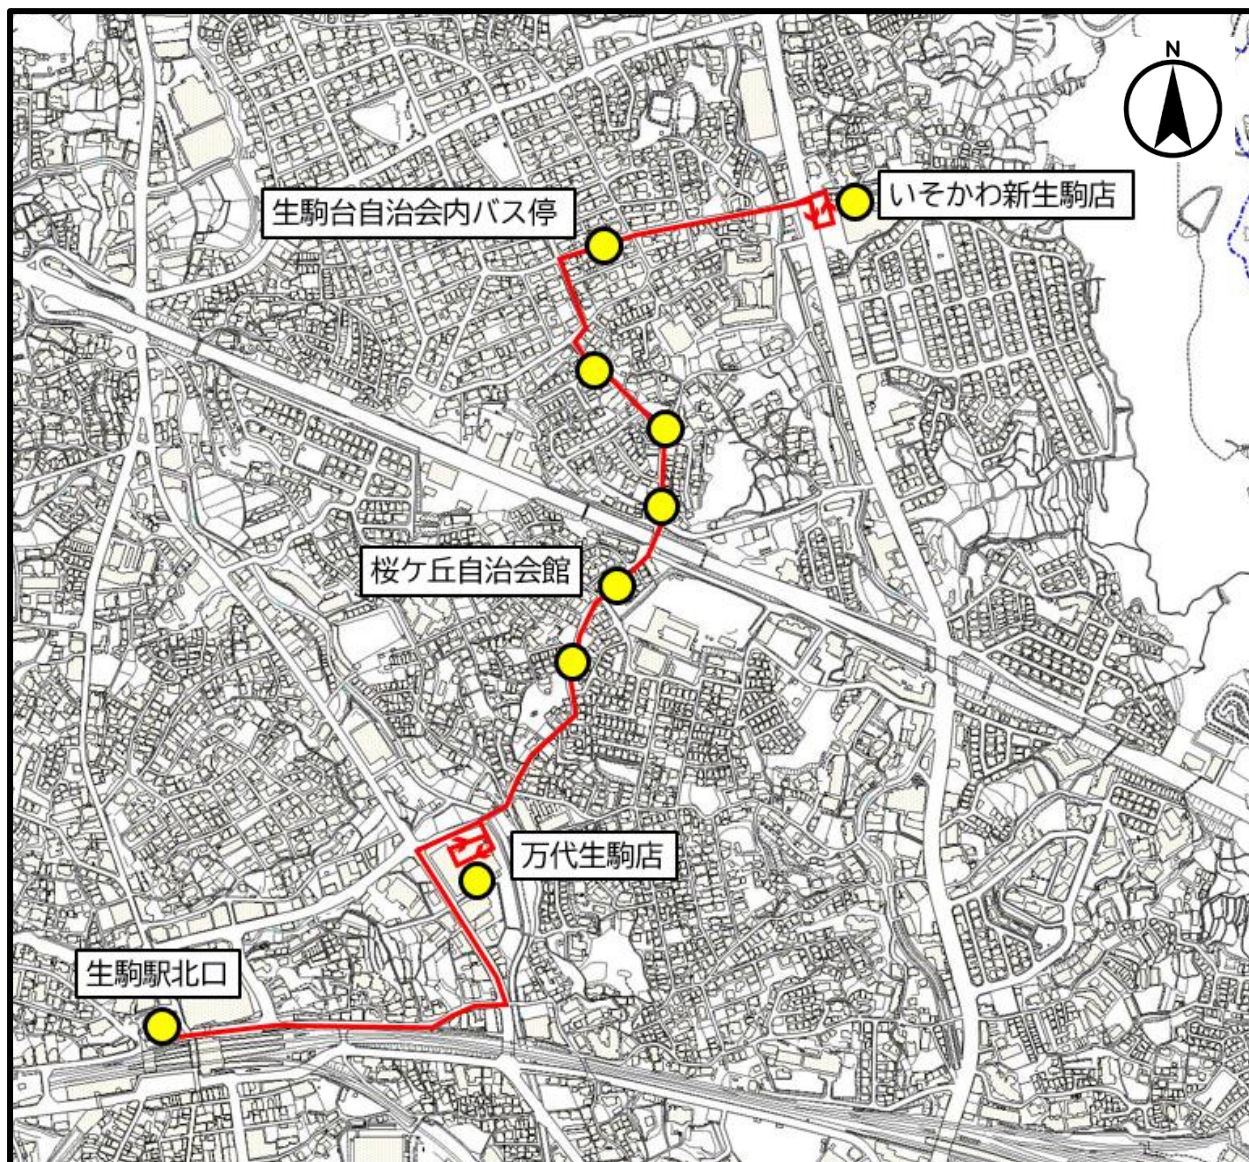 N
いそかわ新生駒店
生駒台自治会内バス停
桜ケ丘自治会館
万代生駒店
生駒駅北口